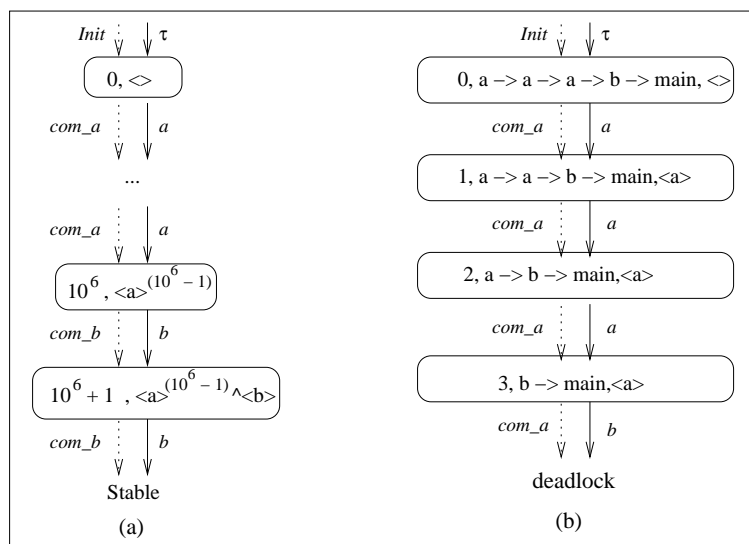 Init τ
0, <>
com_a a
...
com_a a
10^6 , <a>^(10^6 – 1)
com_b b
10^6 + 1 , <a>^(10^6 – 1) ^<b>
com_b b
Stable
(a)
Init τ
0, a –> a –> a –> b –> main, <>
com_a a
1, a –> a –> b –> main,<a>
com_a a
2, a –> b –> main,<a>
com_a a
3, b –> main,<a>
com_a b
deadlock
(b)